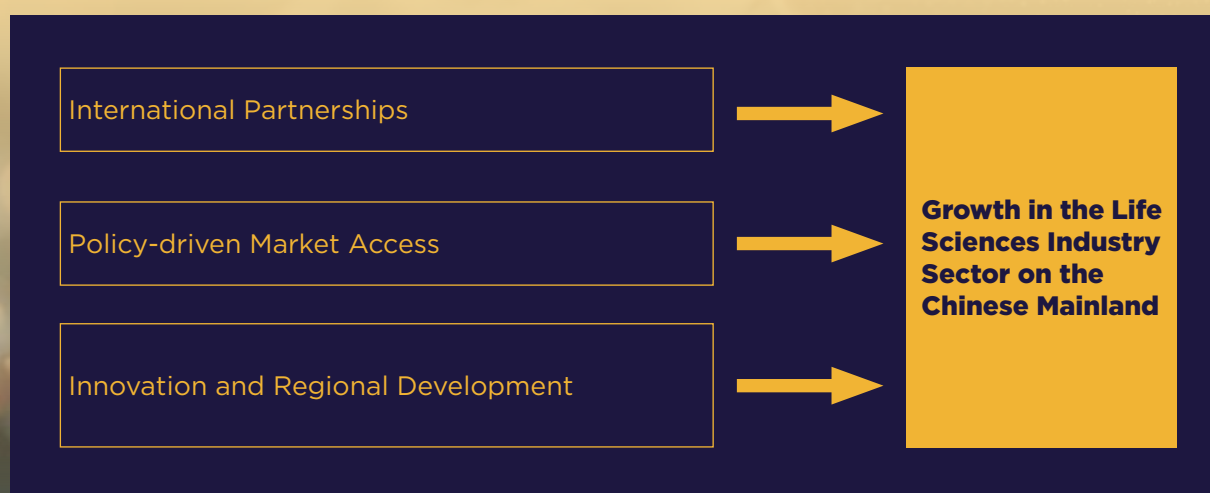 International Partnerships
Policy-driven Market Access
Innovation and Regional Development
Growth in the Life
Sciences Industry
Sector on the
Chinese Mainland